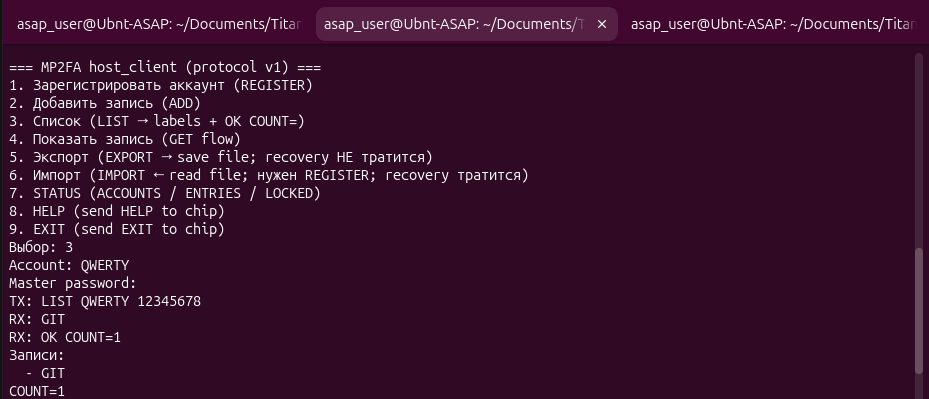 asap_user@Ubnt-ASAP: ~/Documents/Titan
asap_user@Ubnt-ASAP: ~/Documents/T ×
asap_user@Ubnt-ASAP: ~/Documents/Titan
=== MP2FA host_client (protocol v1) ===
1. Зарегистрировать аккаунт (REGISTER)
2. Добавить запись (ADD)
3. Список (LIST → labels + OK COUNT=)
4. Показать запись (GET flow)
5. Экспорт (EXPORT → save file; recovery НЕ тратится)
6. Импорт (IMPORT ← read file; нужен REGISTER; recovery тратится)
7. STATUS (ACCOUNTS / ENTRIES / LOCKED)
8. HELP (send HELP to chip)
9. EXIT (send EXIT to chip)
Выбор: 3
Account: QWERTY
Master password:
TX: LIST QWERTY 12345678
RX: GIT
RX: OK COUNT=1
Записи:
- GIT
COUNT=1